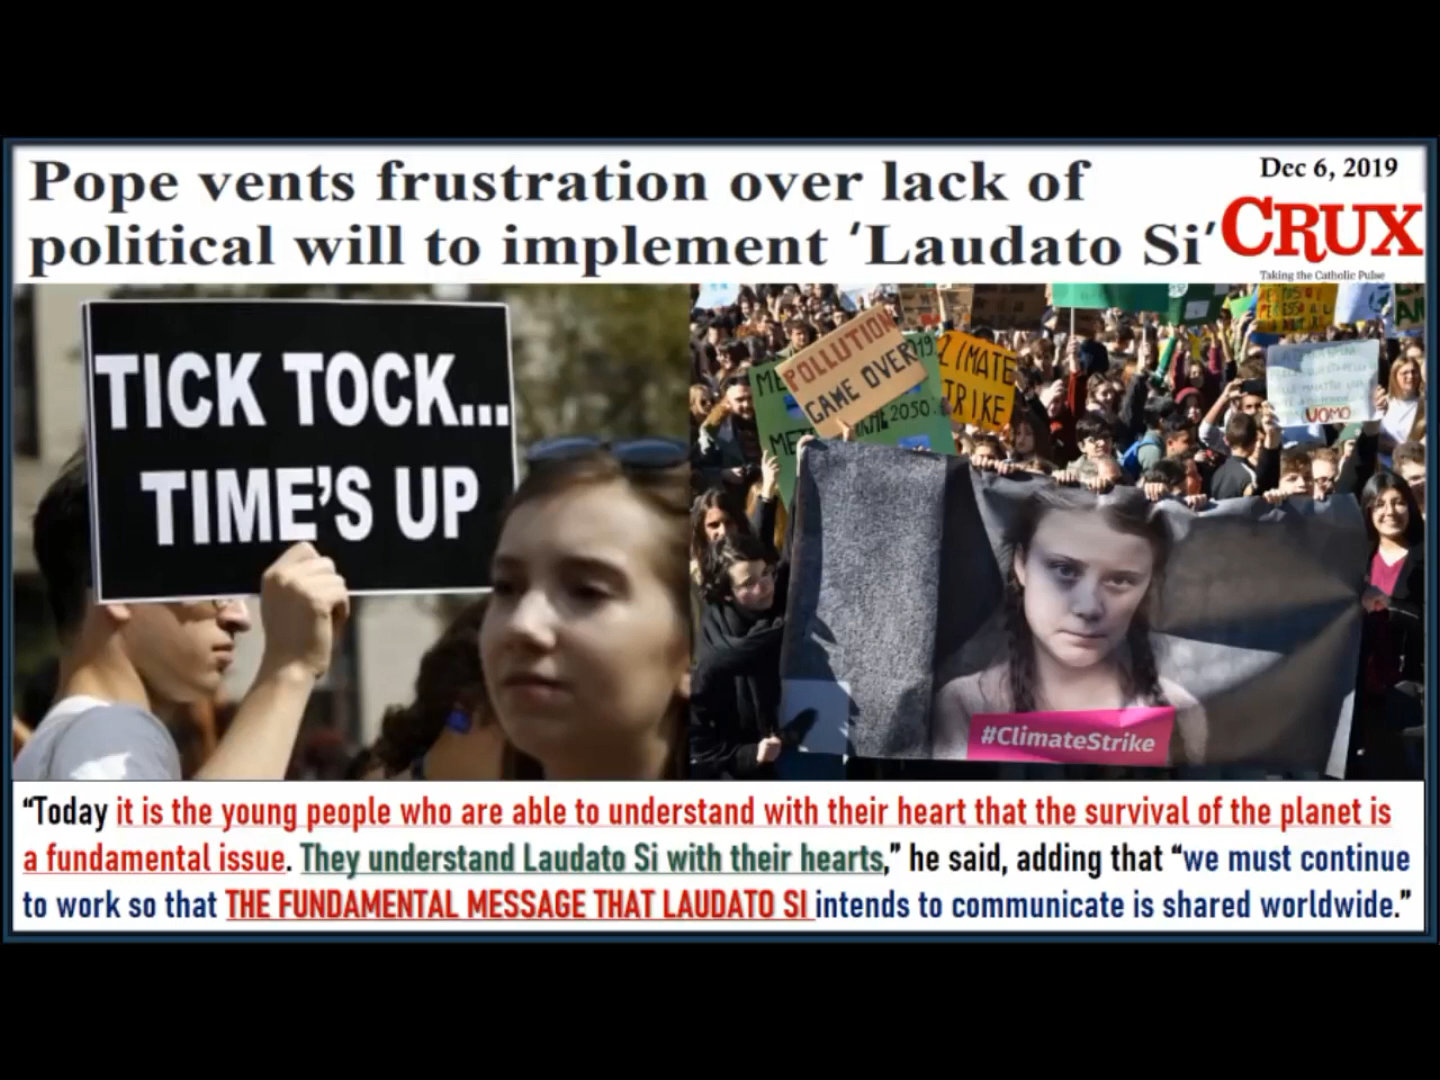 Pope vents frustration over lack of
political will to implement 'Laudato Si'
Dec 6, 2019
CRUX
Taking the Catholic Pulse
TICK TOCK...
TIME'S UP
POLLUTION
GAME OVER
2050
CLIMATE
STRIKE
UOMO
#ClimateStrike
“Today it is the young people who are able to understand with their heart that the survival of the planet is
a fundamental issue. They understand Laudato Si with their hearts,” he said, adding that “we must continue
to work so that THE FUNDAMENTAL MESSAGE THAT LAUDATO SI intends to communicate is shared worldwide.”